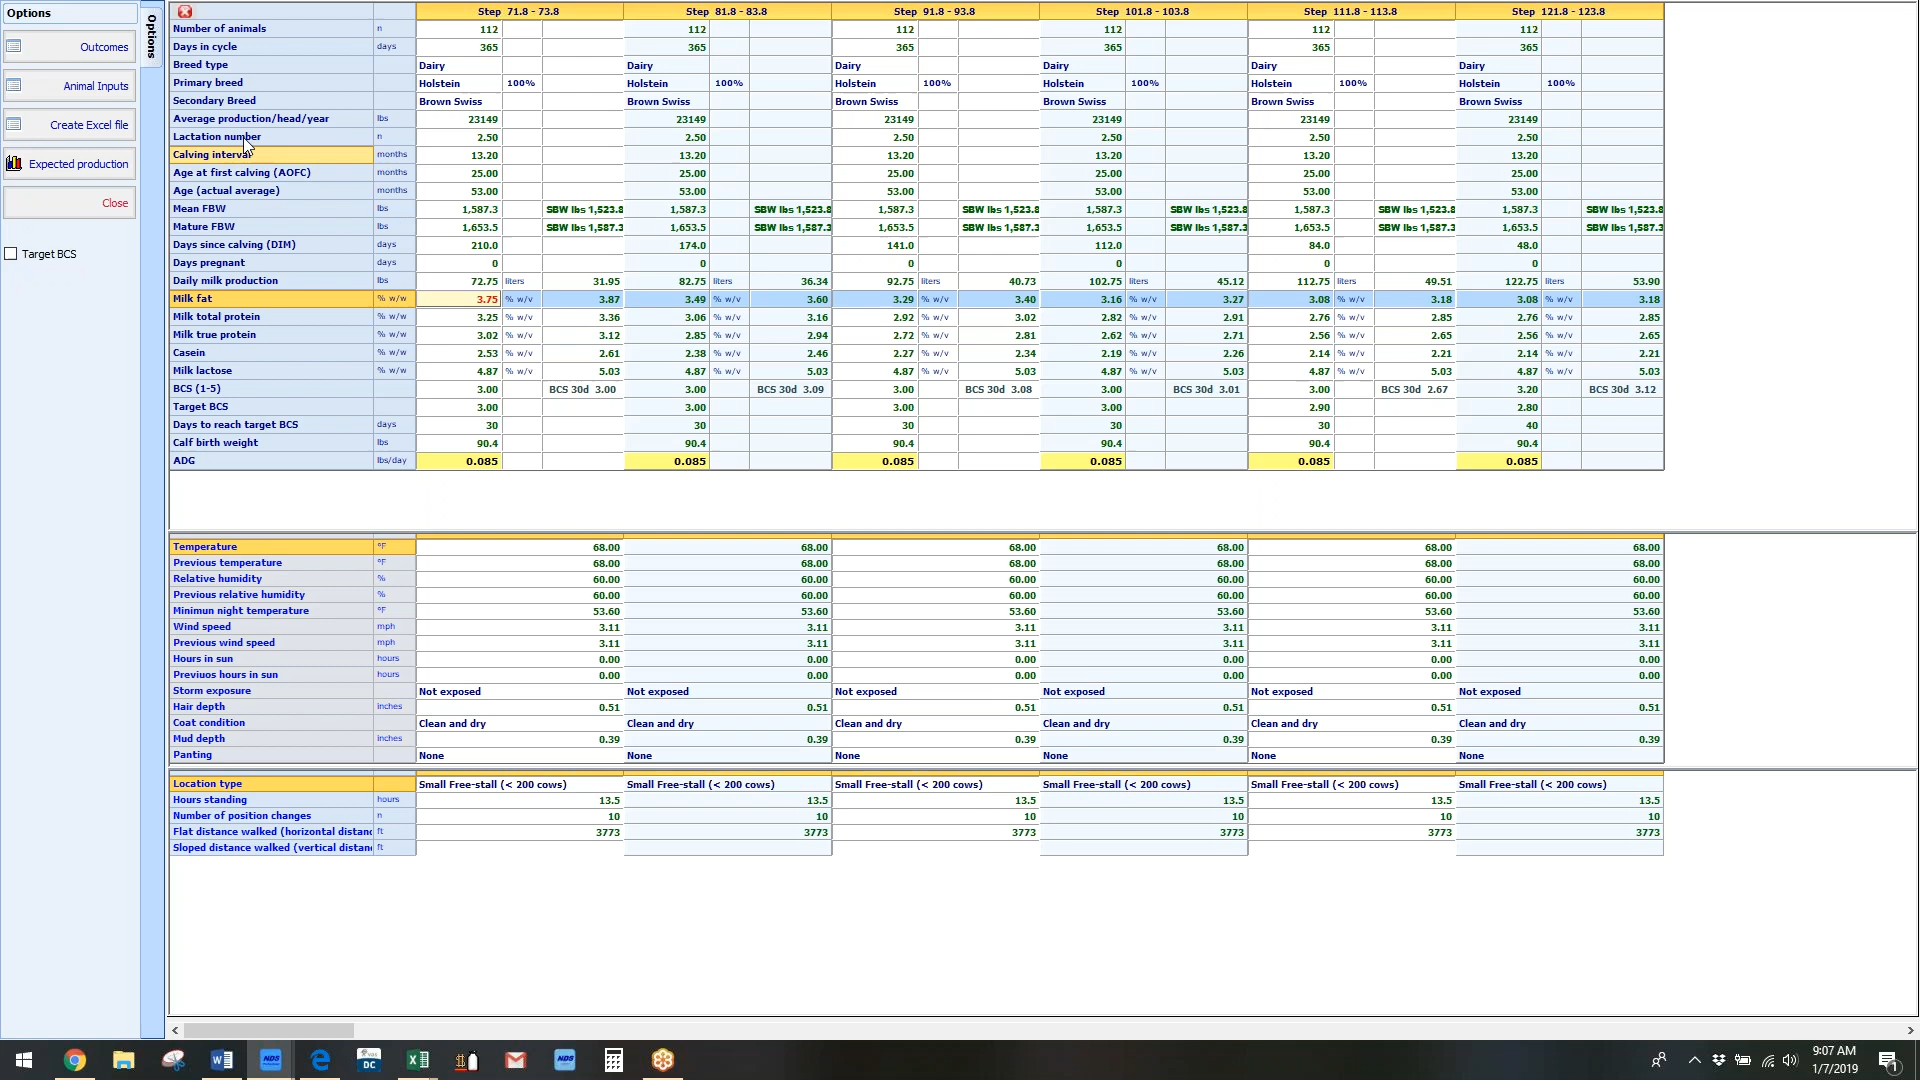 Options
Outcomes
Animal Inputs
Create Excel file
Expected production
Close
Target BCS
Options
Step 71.8 - 73.8 Step 81.8 - 83.8 Step 91.8 - 93.8 Step 101.8 - 103.8 Step 111.8 - 113.8 Step 121.8 - 123.8
Number of animals n 112 112 112 112 112 112
Days in cycle days 365 365 365 365 365 365
Breed type Dairy Dairy Dairy Dairy Dairy Dairy
Primary breed Holstein 100% Holstein 100% Holstein 100% Holstein 100% Holstein 100% Holstein 100%
Secondary Breed Brown Swiss Brown Swiss Brown Swiss Brown Swiss Brown Swiss Brown Swiss
Average production/head/year lbs 23149 23149 23149 23149 23149 23149
Lactation number n 2.50 2.50 2.50 2.50 2.50 2.50
Calving interval months 13.20 13.20 13.20 13.20 13.20 13.20
Age at first calving (AOFC) months 25.00 25.00 25.00 25.00 25.00 25.00
Age (actual average) months 53.00 53.00 53.00 53.00 53.00 53.00
Mean FBW lbs 1,587.3 SBW lbs 1,523.8 1,587.3 SBW lbs 1,523.8 1,587.3 SBW lbs 1,523.8 1,587.3 SBW lbs 1,523.8 1,587.3 SBW lbs 1,523.8 1,587.3 SBW lbs 1,523.8
Mature FBW lbs 1,653.5 SBW lbs 1,587.3 1,653.5 SBW lbs 1,587.3 1,653.5 SBW lbs 1,587.3 1,653.5 SBW lbs 1,587.3 1,653.5 SBW lbs 1,587.3 1,653.5 SBW lbs 1,587.3
Days since calving (DIM) days 210.0 174.0 141.0 112.0 84.0 48.0
Days pregnant days 0 0 0 0 0 0
Daily milk production lbs 72.75 liters 31.95 82.75 liters 36.34 92.75 liters 40.73 102.75 liters 45.12 112.75 liters 49.51 122.75 liters 53.90
Milk fat % w/w 3.75 % w/v 3.87 3.49 % w/v 3.60 3.29 % w/v 3.40 3.16 % w/v 3.27 3.08 % w/v 3.18 3.08 % w/v 3.18
Milk total protein % w/w 3.25 % w/v 3.36 3.06 % w/v 3.16 2.92 % w/v 3.02 2.82 % w/v 2.91 2.76 % w/v 2.85 2.76 % w/v 2.85
Milk true protein % w/w 3.02 % w/v 3.12 2.85 % w/v 2.94 2.72 % w/v 2.81 2.62 % w/v 2.71 2.56 % w/v 2.65 2.56 % w/v 2.65
Casein % w/w 2.53 % w/v 2.61 2.38 % w/v 2.46 2.27 % w/v 2.34 2.19 % w/v 2.26 2.14 % w/v 2.21 2.14 % w/v 2.21
Milk lactose % w/w 4.87 % w/v 5.03 4.87 % w/v 5.03 4.87 % w/v 5.03 4.87 % w/v 5.03 4.87 % w/v 5.03 4.87 % w/v 5.03
BCS (1-5) 3.00 BCS 30d 3.00 3.00 BCS 30d 3.09 3.00 BCS 30d 3.08 3.00 BCS 30d 3.01 3.00 BCS 30d 2.67 3.20 BCS 30d 3.12
Target BCS 3.00 3.00 3.00 3.00 2.90 2.80
Days to reach target BCS days 30 30 30 30 30 40
Calf birth weight lbs 90.4 90.4 90.4 90.4 90.4 90.4
ADG lbs/day 0.085 0.085 0.085 0.085 0.085 0.085
Temperature °F 68.00 68.00 68.00 68.00 68.00 68.00
Previous temperature °F 68.00 68.00 68.00 68.00 68.00 68.00
Relative humidity % 60.00 60.00 60.00 60.00 60.00 60.00
Previous relative humidity % 60.00 60.00 60.00 60.00 60.00 60.00
Minimun night temperature °F 53.60 53.60 53.60 53.60 53.60 53.60
Wind speed mph 3.11 3.11 3.11 3.11 3.11 3.11
Previous wind speed mph 3.11 3.11 3.11 3.11 3.11 3.11
Hours in sun hours 0.00 0.00 0.00 0.00 0.00 0.00
Previuos hours in sun hours 0.00 0.00 0.00 0.00 0.00 0.00
Storm exposure Not exposed Not exposed Not exposed Not exposed Not exposed Not exposed
Hair depth inches 0.51 0.51 0.51 0.51 0.51 0.51
Coat condition Clean and dry Clean and dry Clean and dry Clean and dry Clean and dry Clean and dry
Mud depth inches 0.39 0.39 0.39 0.39 0.39 0.39
Panting None None None None None None
Location type Small Free-stall (< 200 cows) Small Free-stall (< 200 cows) Small Free-stall (< 200 cows) Small Free-stall (< 200 cows) Small Free-stall (< 200 cows) Small Free-stall (< 200 cows)
Hours standing hours 13.5 13.5 13.5 13.5 13.5 13.5
Number of position changes n 10 10 10 10 10 10
Flat distance walked (horizontal distanc ft 3773 3773 3773 3773 3773 3773
Sloped distance walked (vertical distan ft
NDS
DC
NDS
9:07 AM
1/7/2019
1